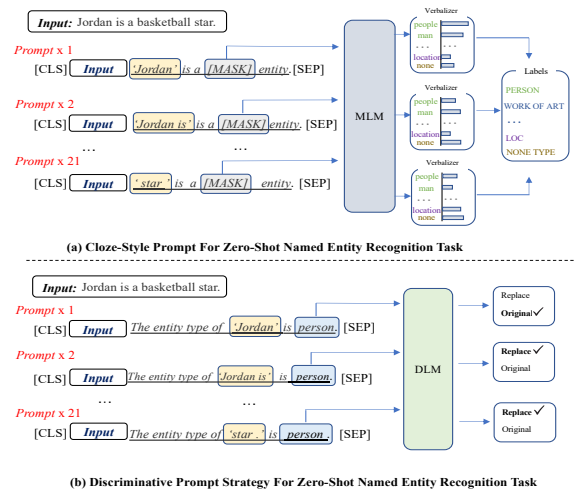 Input: Jordan is a basketball star.
Prompt x 1
[CLS] Input 'Jordan' is a [MASK] entity.[SEP]
Prompt x 2
[CLS] Input 'Jordan is' is a [MASK] entity. [SEP]
... ...
Prompt x 21
[CLS] Input ' star ' is a [MASK] entity. [SEP]
MLM
Verbalizer
people
man
. . .
location
none
Verbalizer
people
man
. . .
location
none
Verbalizer
people
man
. . .
location
none
Labels
PERSON
WORK OF ART
...
LOC
NONE TYPE
(a) Cloze-Style Prompt For Zero-Shot Named Entity Recognition Task
Input: Jordan is a basketball star.
Prompt x 1
[CLS] Input The entity type of 'Jordan' is person. [SEP]
Prompt x 2
[CLS] Input The entity type of 'Jordan is' is person. [SEP]
... ...
Prompt x 21
[CLS] Input The entity type of 'star .' is person . [SEP]
DLM
Replace
Original ✓
Replace ✓
Original
Replace ✓
Original
(b) Discriminative Prompt Strategy For Zero-Shot Named Entity Recognition Task